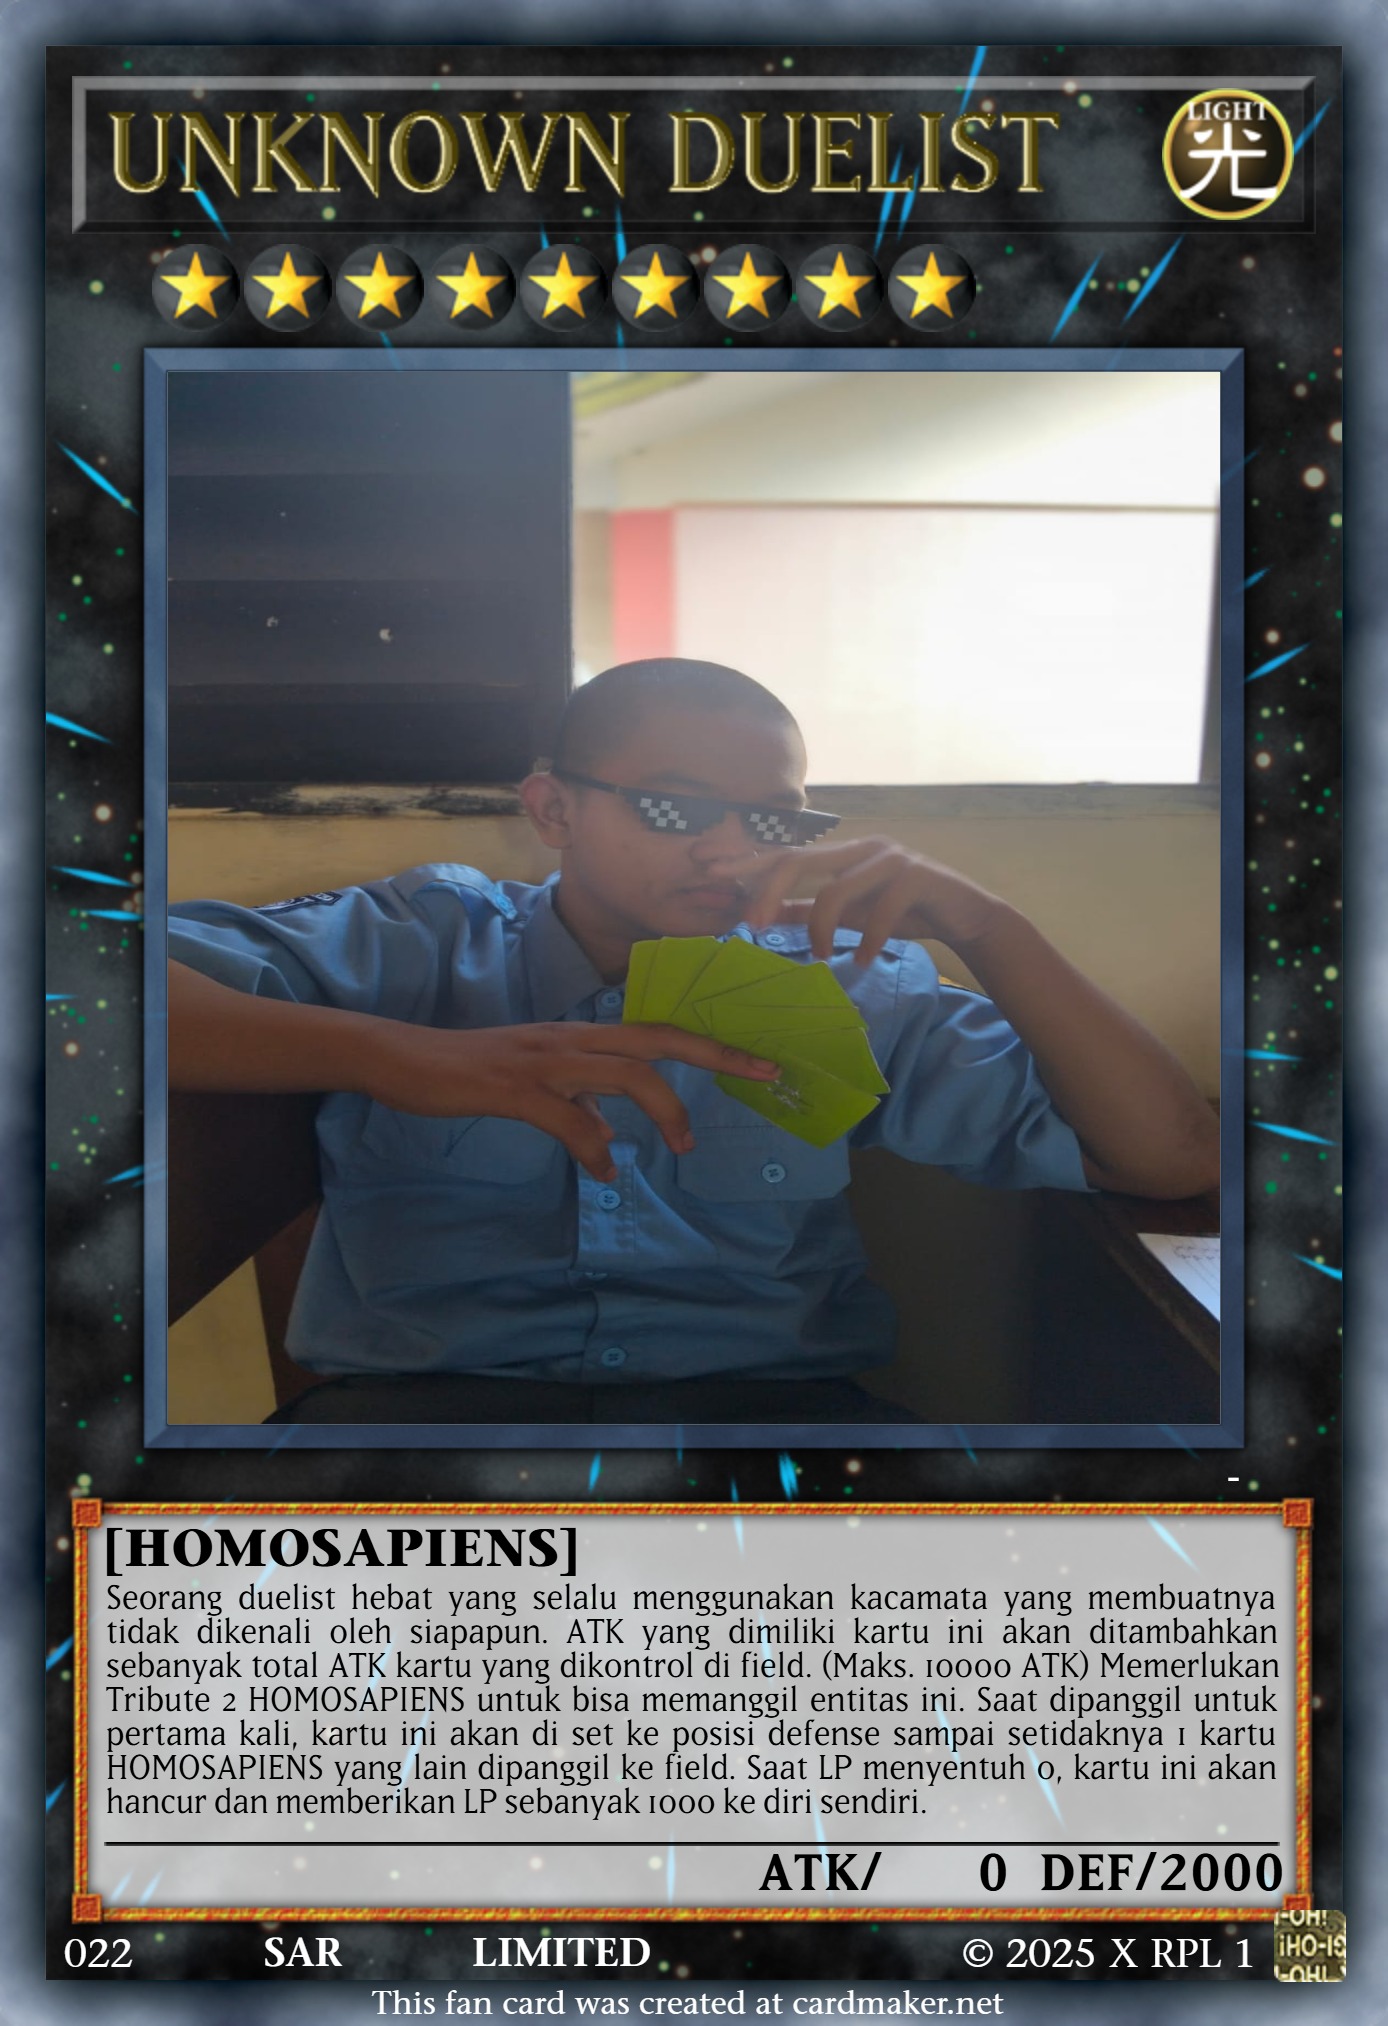 UNKNOWN DUELIST
LIGHT
光
-
[HOMOSAPIENS]
Seorang duelist hebat yang selalu menggunakan kacamata yang membuatnya
tidak dikenali oleh siapapun. ATK yang dimiliki kartu ini akan ditambahkan
sebanyak total ATK kartu yang dikontrol di field. (Maks. 10000 ATK) Memerlukan
Tribute 2 HOMOSAPIENS untuk bisa memanggil entitas ini. Saat dipanggil untuk
pertama kali, kartu ini akan di set ke posisi defense sampai setidaknya 1 kartu
HOMOSAPIENS yang lain dipanggil ke field. Saat LP menyentuh 0, kartu ini akan
hancur dan memberikan LP sebanyak 1000 ke diri sendiri.
ATK/ 0 DEF/2000
022 SAR LIMITED © 2025 X RPL 1
This fan card was created at cardmaker.net